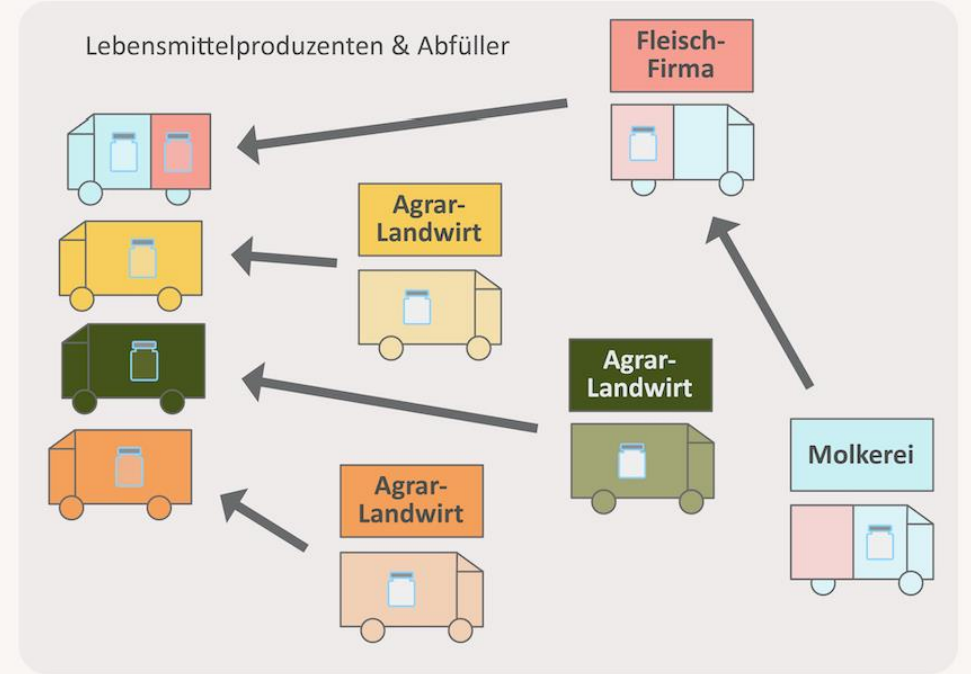 Lebensmittelproduzenten & Abfüller
Fleisch-
Firma
Agrar-
Landwirt
Agrar-
Landwirt
Molkerei
Agrar-
Landwirt